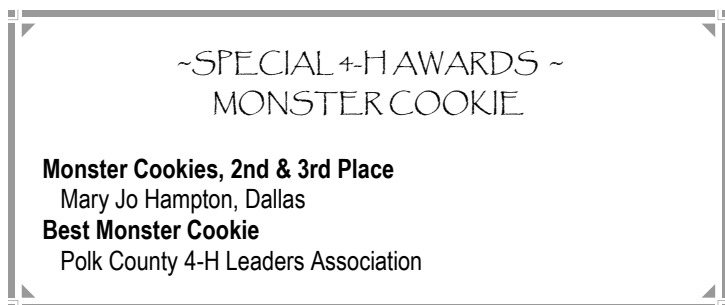 ~SPECIAL 4-H AWARDS ~
MONSTER COOKIE
Monster Cookies, 2nd & 3rd Place
Mary Jo Hampton, Dallas
Best Monster Cookie
Polk County 4-H Leaders Association